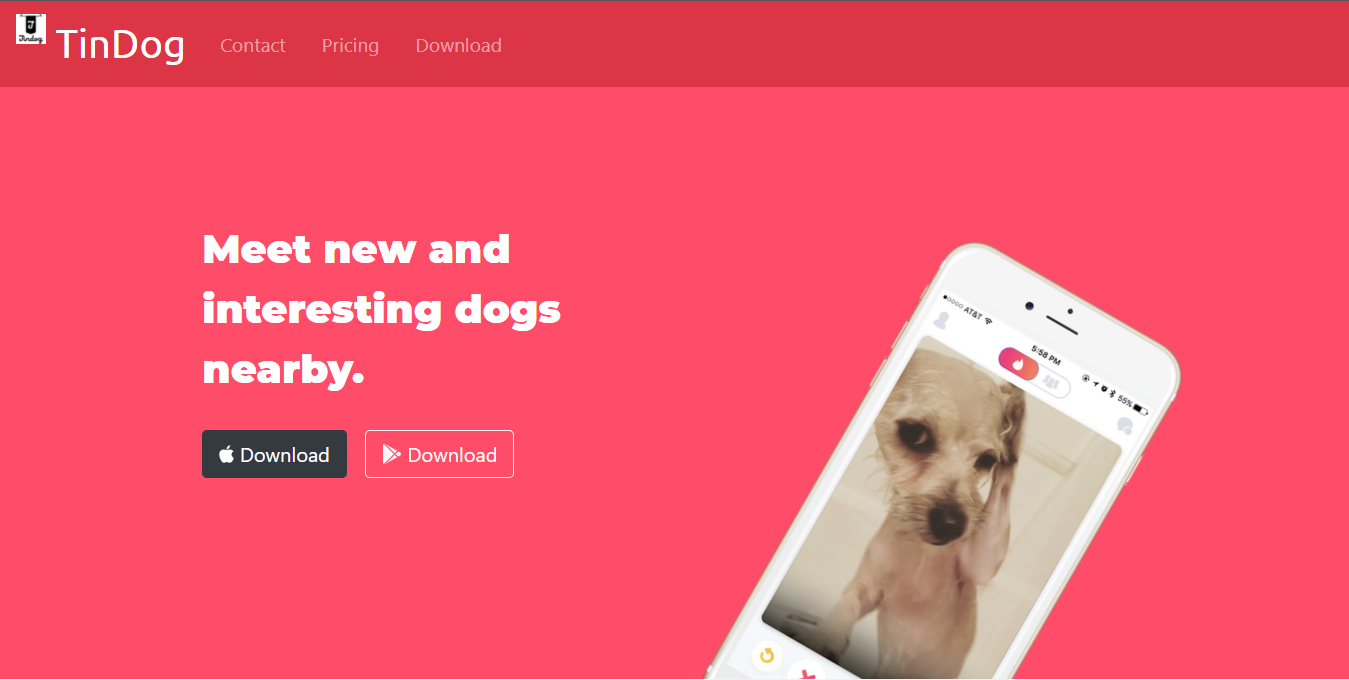 J
Tindog
TinDog
Contact
Pricing
Download
Meet new and
interesting dogs
nearby.
Download
Download
AT&T
5:58 PM
55%